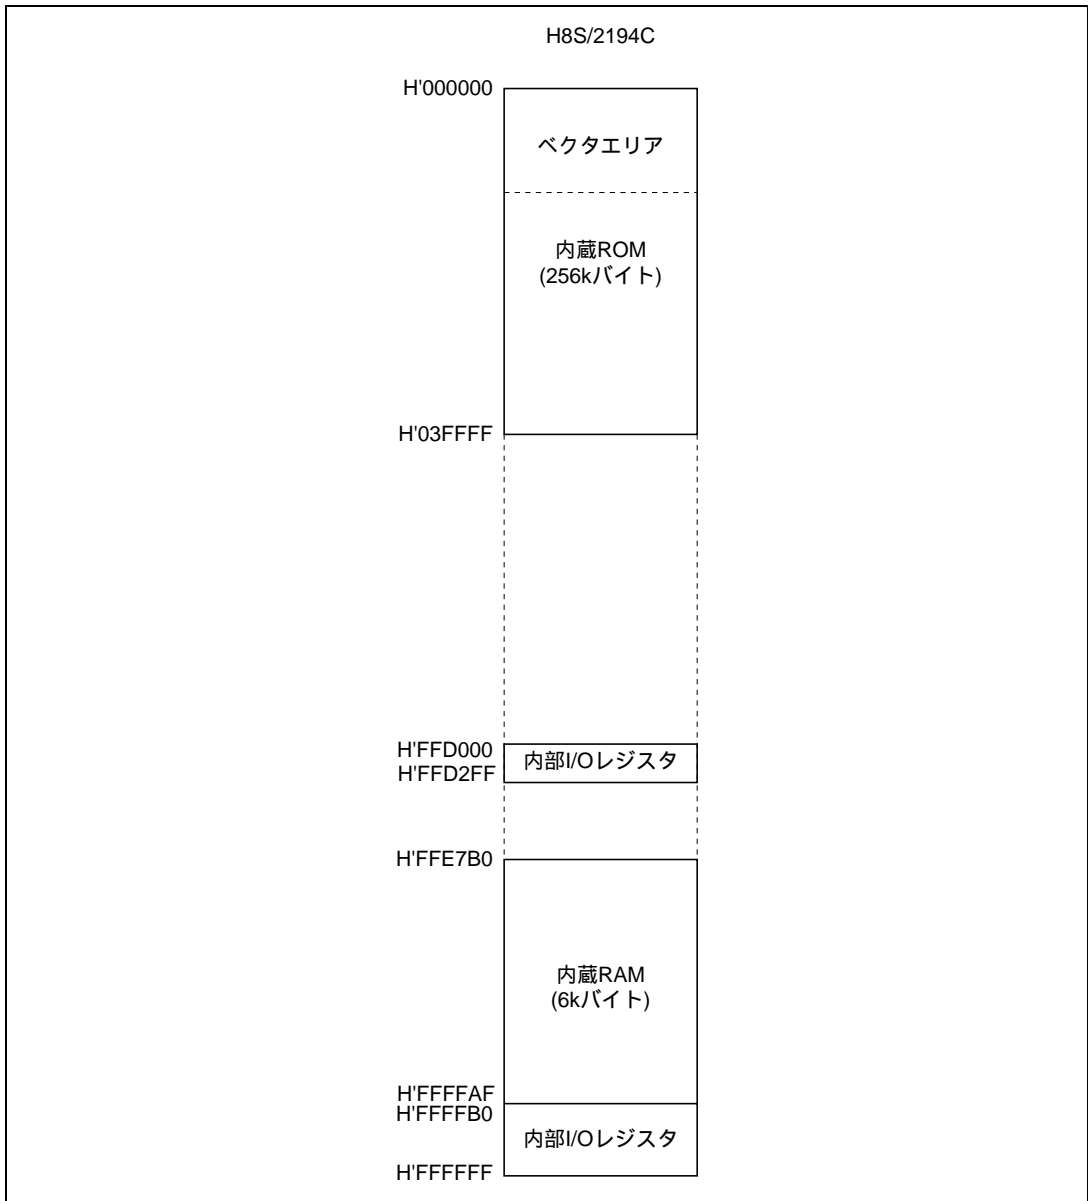 H8S/2194C
H'000000
ベクタエリア
内蔵ROM
(256kバイト)
H'03FFFF
H'FFD000
内部I/Oレジスタ
H'FFD2FF
H'FFE7B0
内蔵RAM
(6kバイト)
H'FFFFAF
H'FFFFB0
内部I/Oレジスタ
H'FFFFFF